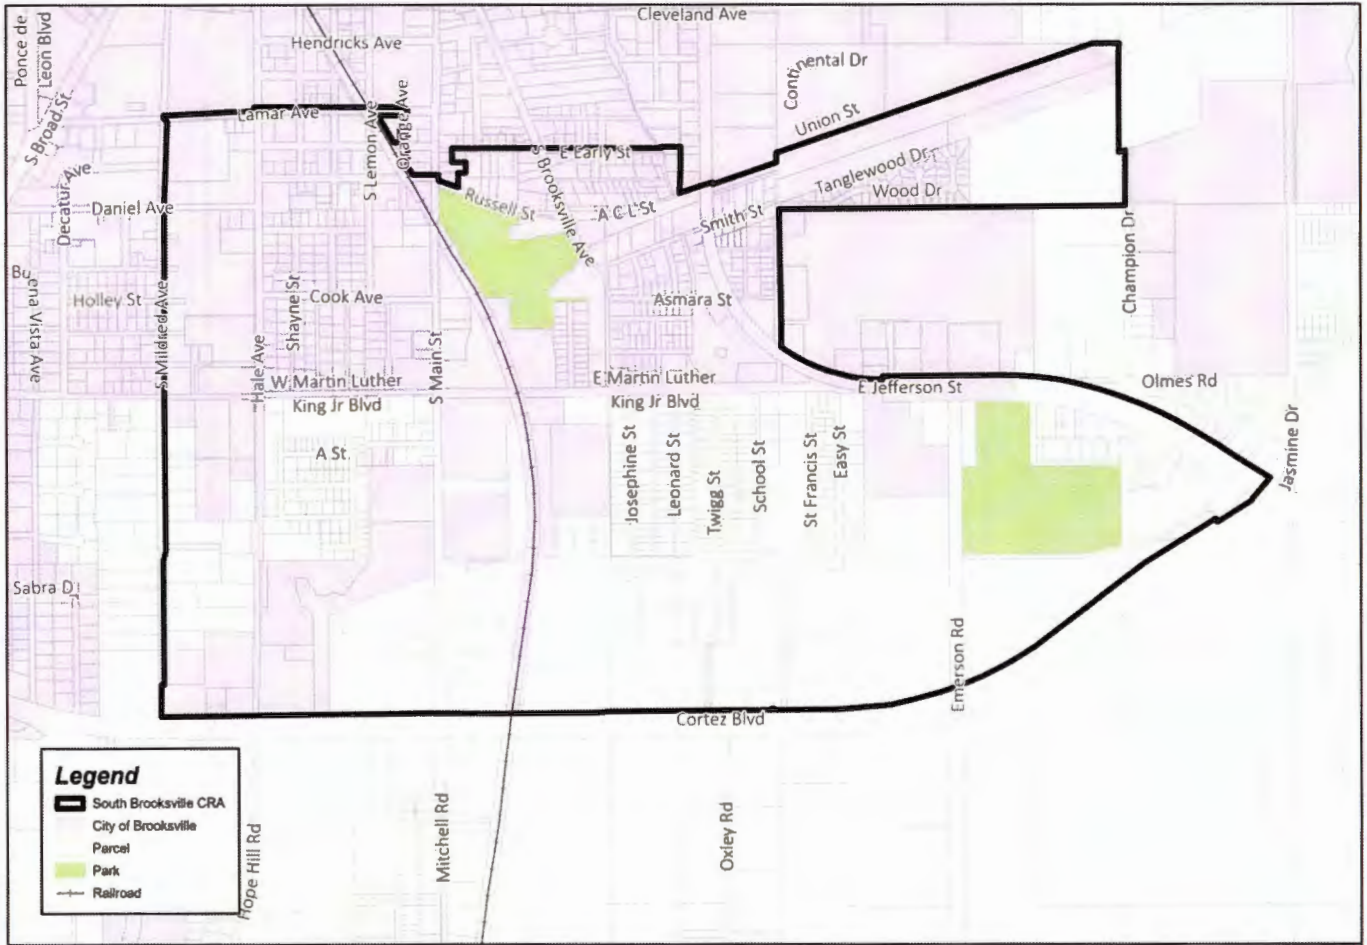 Cleveland Ave
Ponce de
Leon Blvd
Hendricks Ave
Continental Dr
S Broad St
Lamar Ave
S Lemon Ave
Orange Ave
Union St
E Early St
S Brooksville Ave
Tanglewood Dr
Wood Dr
Decatur Ave
Daniel Ave
Russell St
A C L St
Smith St
Champion Dr
Buena Vista Ave
Holley St
S Mildred Ave
Shayne St
Cook Ave
Asmara St
Hale Ave
S Main St
W Martin Luther
King Jr Blvd
E Martin Luther
King Jr Blvd
E Jefferson St
Olmes Rd
Jasmine Dr
A St
Josephine St
Leonard St
Twigg St
School St
St Francis St
Easy St
Sabra D
Emerson Rd
Cortez Blvd
Hope Hill Rd
Mitchell Rd
Oxley Rd
Legend
South Brooksville CRA
City of Brooksville
Parcel
Park
Railroad